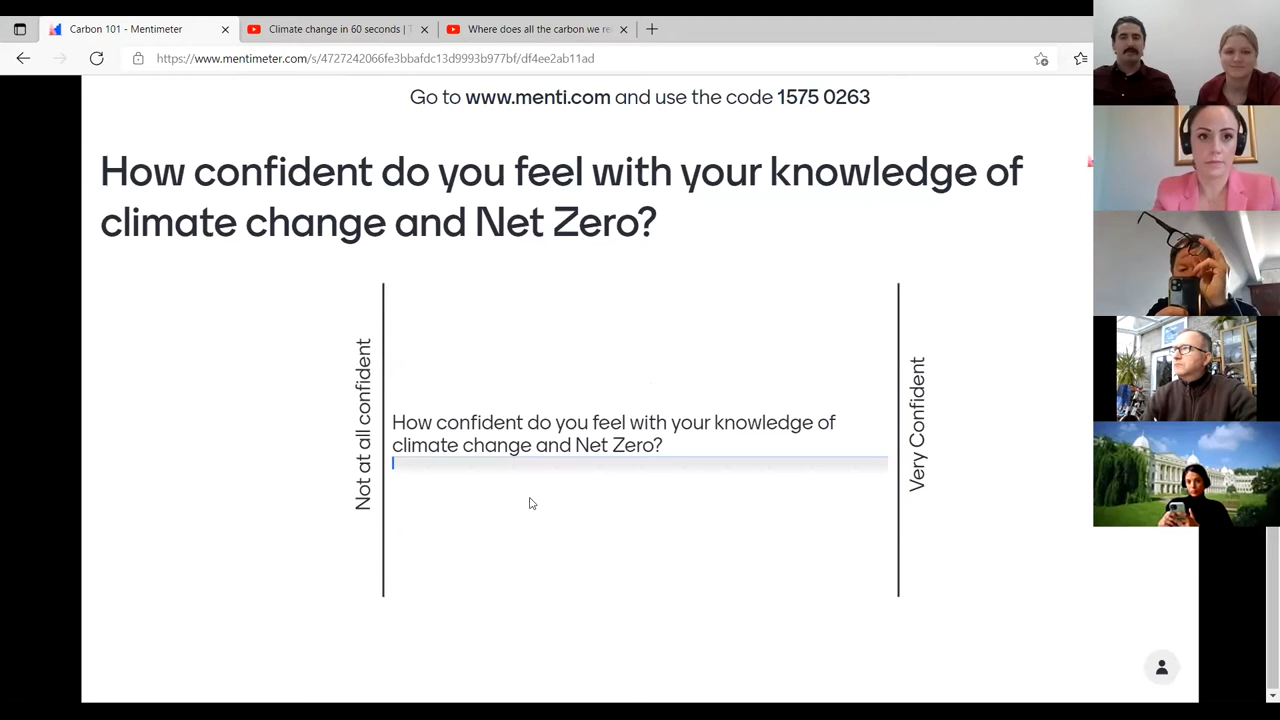 Carbon 101 - Mentimeter
Climate change in 60 seconds | T
Where does all the carbon we re
https://www.mentimeter.com/s/4727242066fe3bbafdc13d9993b977bf/df4ee2ab11ad
Go to www.menti.com and use the code 1575 0263
How confident do you feel with your knowledge of
climate change and Net Zero?
Not at all confident
How confident do you feel with your knowledge of
climate change and Net Zero?
Very Confident